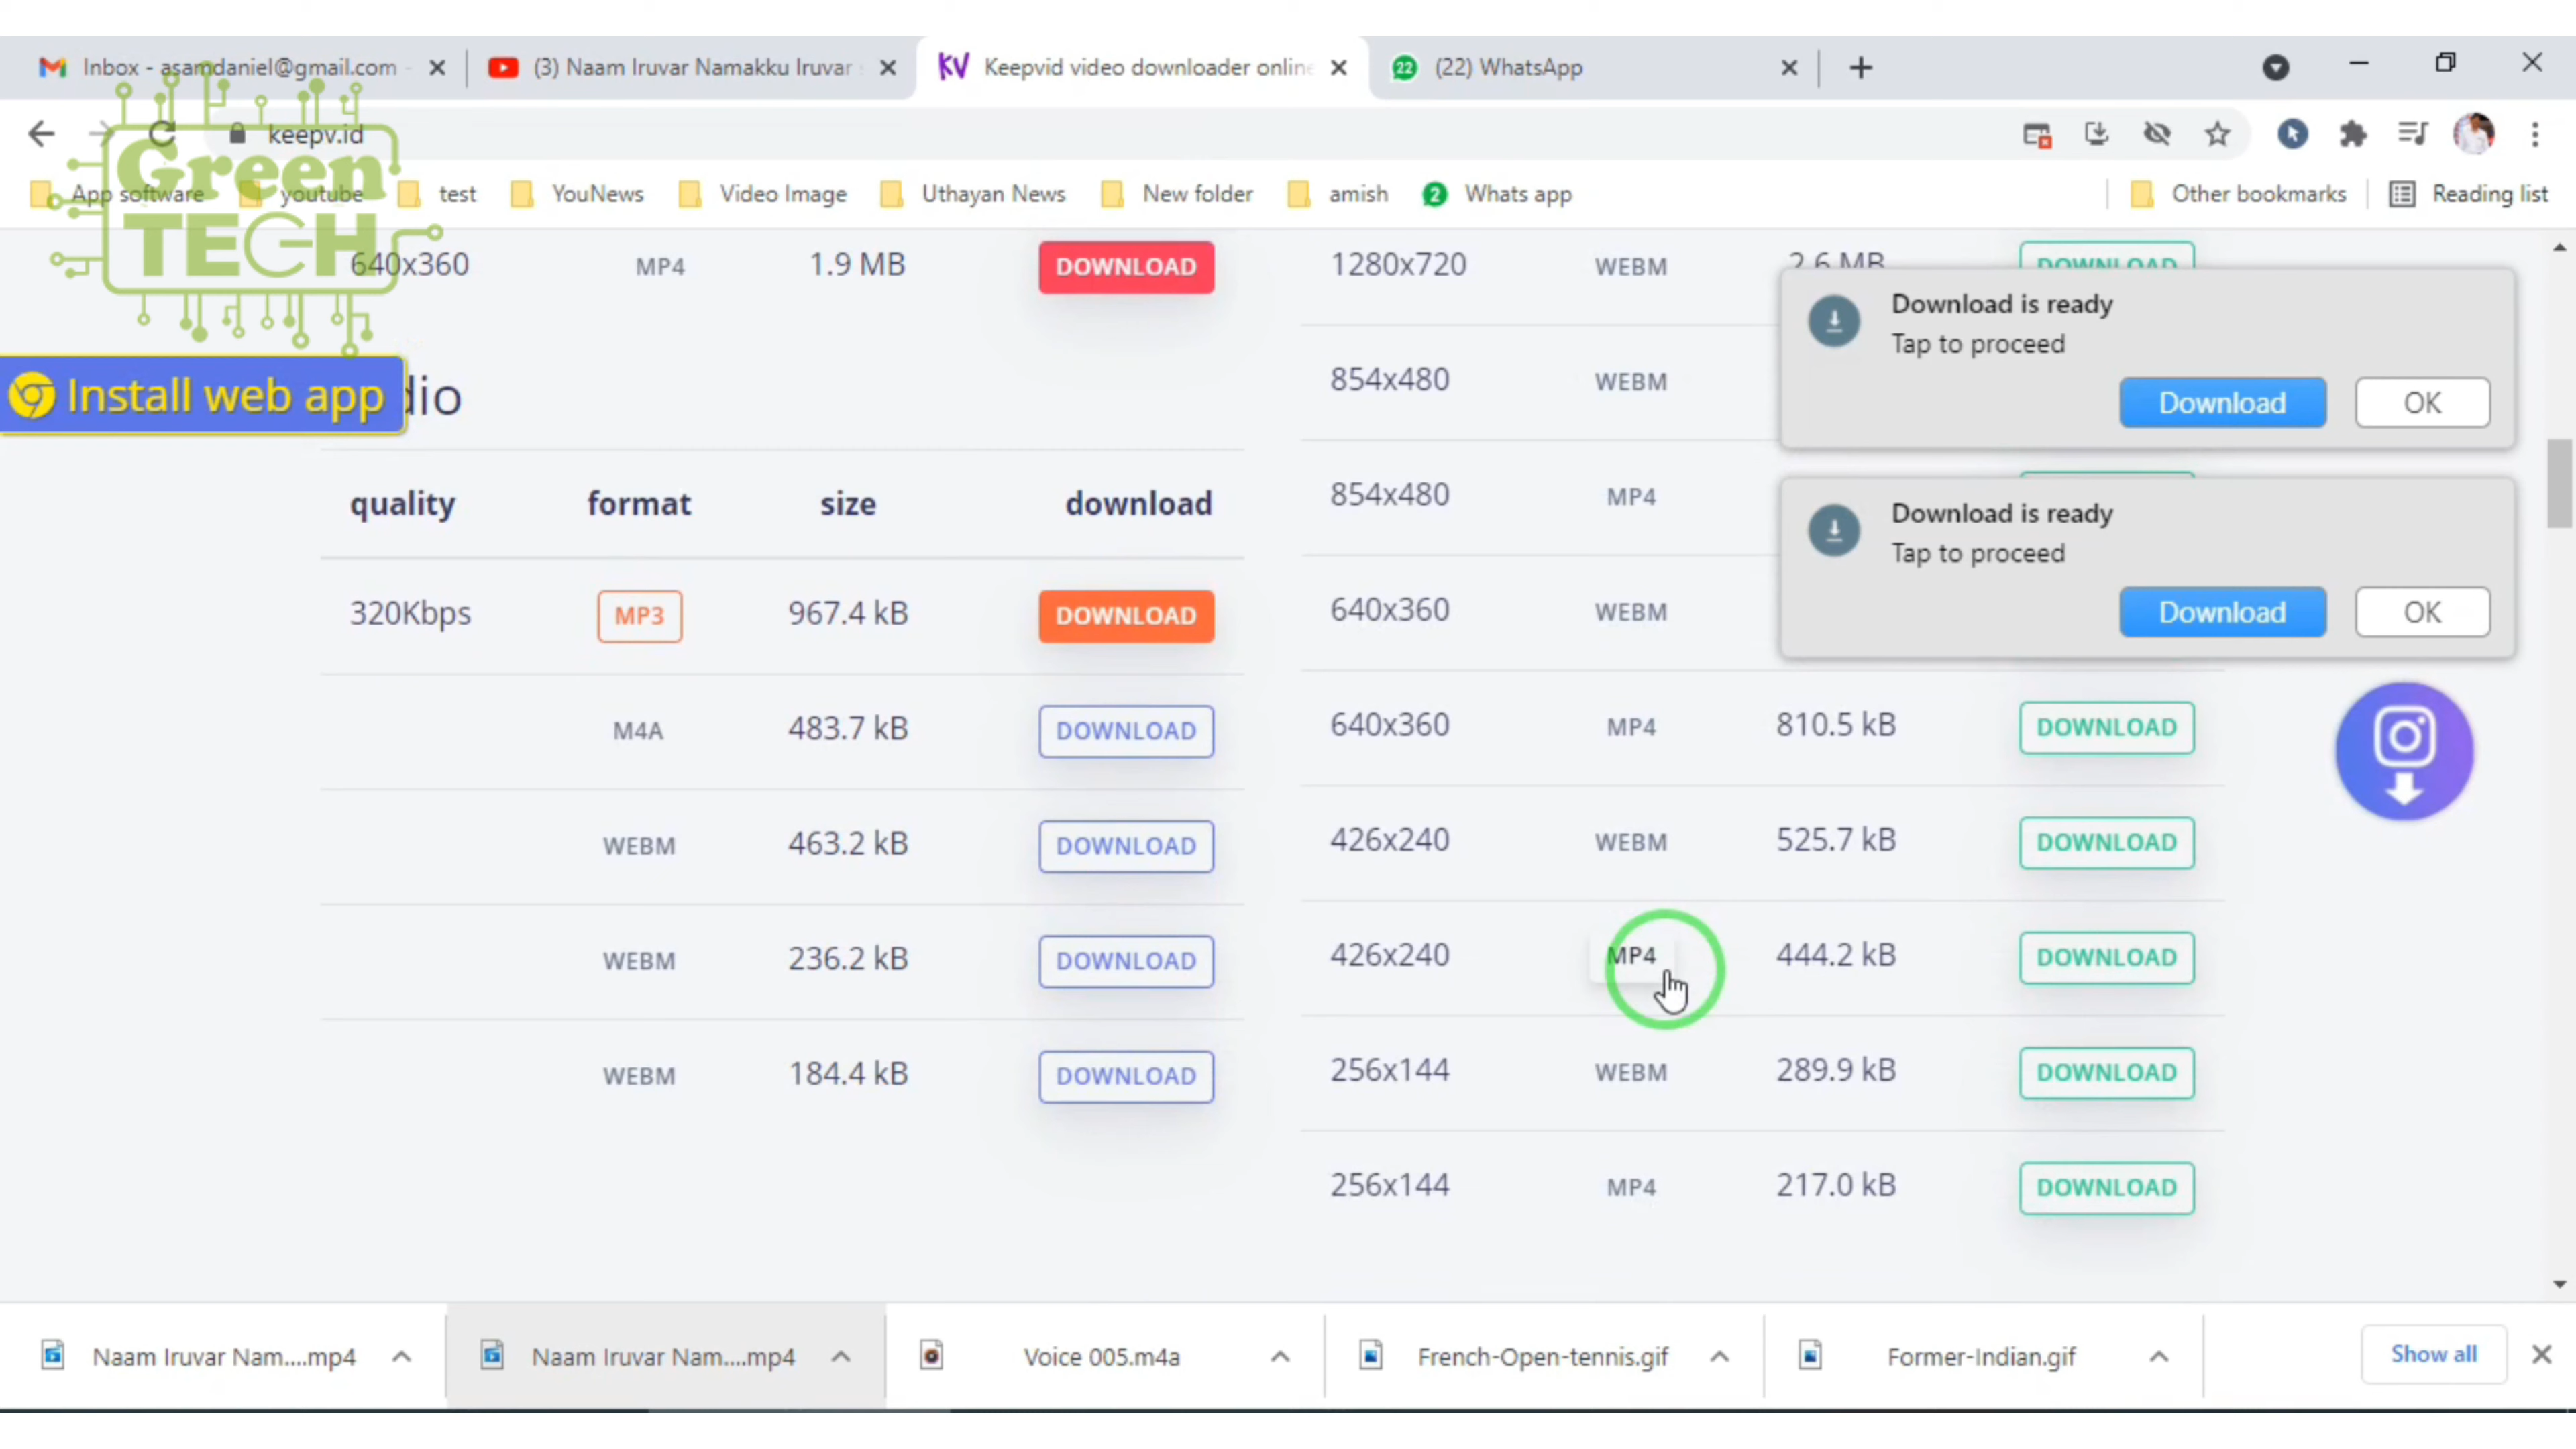 Inbox - asamdaniel@gmail.com -
(3) Naam Iruvar Namakku Iruvar
KV Keepvid video downloader online
22 (22) WhatsApp
keepv.id
App software youtube test YouNews Video Image Uthayan News New folder amish 2 Whats app Other bookmarks Reading list
Green
TECH
Install web app
dio
640x360 MP4 1.9 MB DOWNLOAD
quality format size download
320Kbps MP3 967.4 kB DOWNLOAD
M4A 483.7 kB DOWNLOAD
WEBM 463.2 kB DOWNLOAD
WEBM 236.2 kB DOWNLOAD
WEBM 184.4 kB DOWNLOAD
1280x720 WEBM 2.6 MB DOWNLOAD
854x480 WEBM
854x480 MP4
640x360 WEBM
640x360 MP4 810.5 kB DOWNLOAD
426x240 WEBM 525.7 kB DOWNLOAD
426x240 MP4 444.2 kB DOWNLOAD
256x144 WEBM 289.9 kB DOWNLOAD
256x144 MP4 217.0 kB DOWNLOAD
Download is ready
Tap to proceed
Download OK
Download is ready
Tap to proceed
Download OK
Naam Iruvar Nam....mp4 Naam Iruvar Nam....mp4 Voice 005.m4a French-Open-tennis.gif Former-Indian.gif Show all